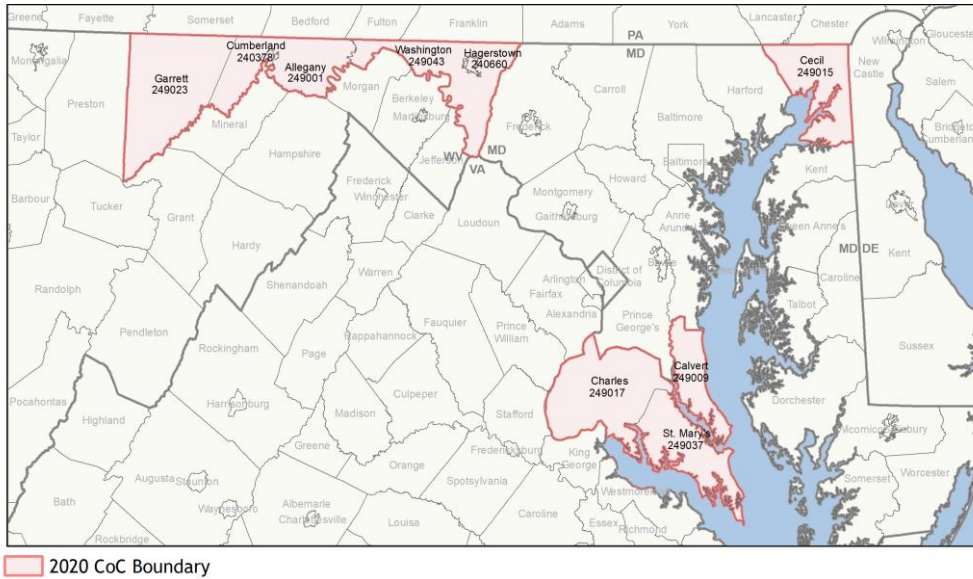 Greene
Fayette
Somerset
Bedford
Fulton
Franklin
Adams
York
Lancaster
Chester
PA
MD
Cumberland
240378
Allegany
249001
Washington
249043
Hagerstown
240660
Garrett
249023
Cecil
249015
New
Castle
Wilmington
Gloucester
Salem
Monongalia
Preston
Morgan
Berkeley
Martinsburg
Carroll
Harford
Baltimore
Frederick
Taylor
Mineral
Hampshire
Jefferson
WV
MD
VA
Baltimore
Kent
Bridgeton
Cumberland
Barbour
Tucker
Grant
Frederick
Winchester
Clarke
Loudoun
Montgomery
Gaithersburg
Howard
Anne
Arundel
Queen Anne's
MD
DE
Dover
Kent
Hardy
Bowie
Caroline
Randolph
Shenandoah
Warren
Arlington
Fairfax
Alexandria
District of
Columbia
Prince
George's
Talbot
Pendleton
Rockingham
Page
Rappahannock
Fauquier
Prince
William
Sussex
Calvert
249009
Charles
249017
St. Mary's
249037
Dorchester
Pocahontas
Highland
Harrisonburg
Madison
Culpeper
Stafford
Fredericksburg
King
George
Wicomico
Salisbury
Greene
Orange
Spotsylvania
Westmoreland
Somerset
Worcester
Bath
Augusta
Staunton
Waynesboro
Albemarle
Charlottesville
Louisa
Caroline
Essex
Richmond
Rockbridge
2020 CoC Boundary